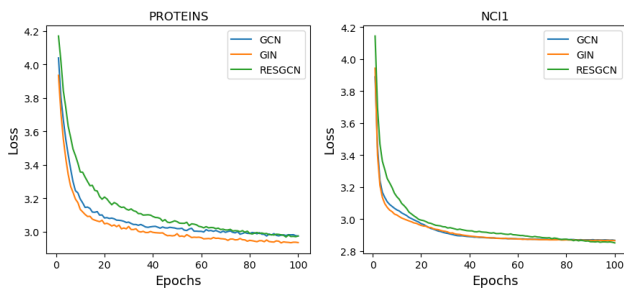 PROTEINS
4.2
4.0
3.8
3.6
3.4
3.2
3.0
Loss
0 20 40 60 80 100
Epochs
GCN
GIN
RESGCN
NCI1
4.2
4.0
3.8
3.6
3.4
3.2
3.0
2.8
Loss
0 20 40 60 80 100
Epochs
GCN
GIN
RESGCN